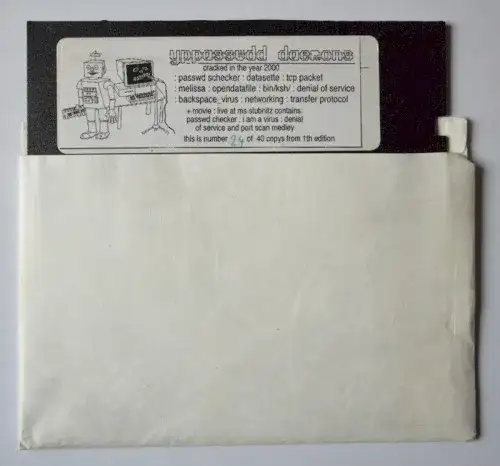 yppasswdd daemons
cracked in the year 2000
: passwd schecker : datasette : tcp packet
: melissa : opendatafile : bin/ksh/ : denial of service
: backspace_virus : networking : transfer protocol
+ movie : live at ms stubnitz contains:
passwd checker : i am a virus : denial
of service and port scan medley
this is number 24 of 40 copys from 1th edition